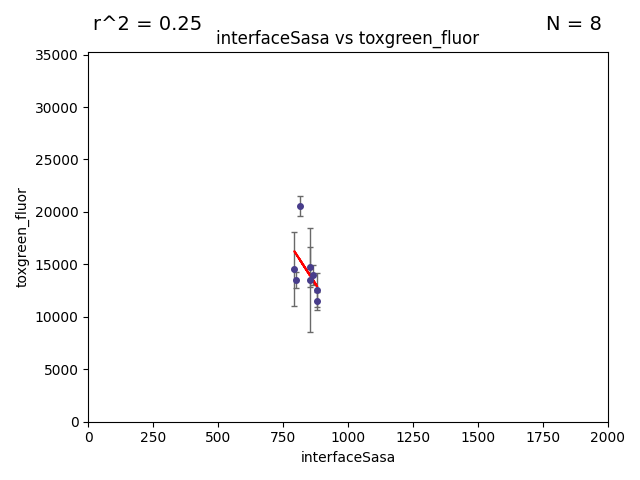 r^2 = 0.25
N = 8
interfaceSasa vs toxgreen_fluor
35000
30000
25000
20000
15000
10000
5000
0
toxgreen_fluor
0 250 500 750 1000 1250 1500 1750 2000
interfaceSasa